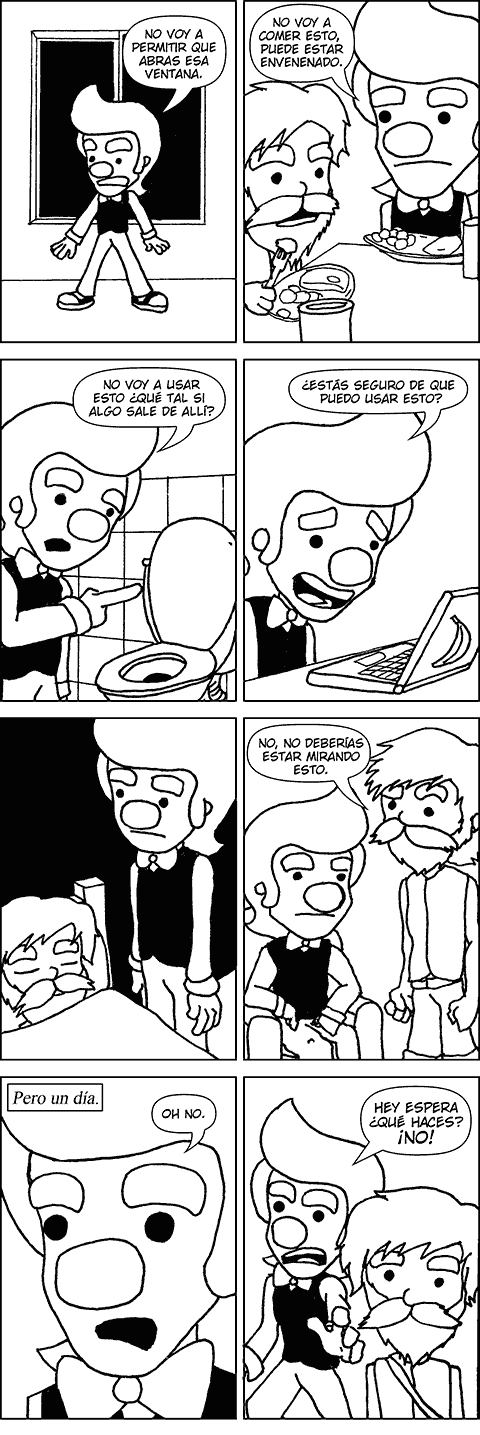 NO VOY A
PERMITIR QUE
ABRAS ESA
VENTANA.
NO VOY A
COMER ESTO,
PUEDE ESTAR
ENVENENADO.
NO VOY A USAR
ESTO ¿QUÉ TAL SI
ALGO SALE DE ALLÍ?
¿ESTÁS SEGURO DE QUE
PUEDO USAR ESTO?
NO, NO DEBERÍAS
ESTAR MIRANDO
ESTO.
Pero un día.
OH NO.
HEY ESPERA
¿QUÉ HACES?
¡NO!